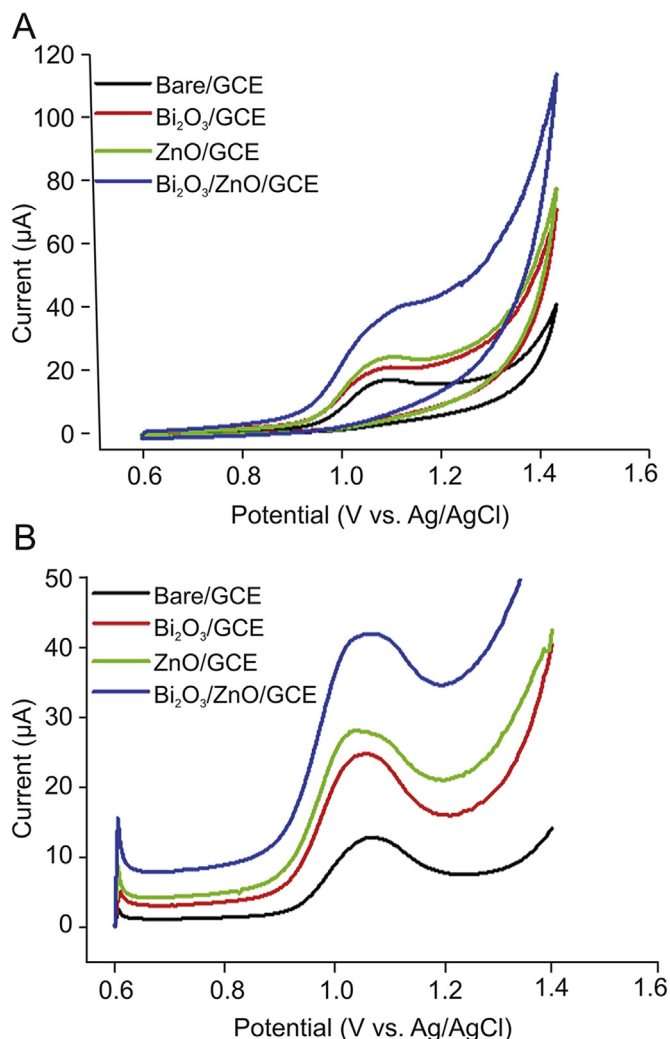 A
120
100
80
60
40
20
0
Current (μA)
Bare/GCE
Bi₂O₃/GCE
ZnO/GCE
Bi₂O₃/ZnO/GCE
0.6 0.8 1.0 1.2 1.4 1.6
Potential (V vs. Ag/AgCl)
B
50
40
30
20
10
0
Current (μA)
Bare/GCE
Bi₂O₃/GCE
ZnO/GCE
Bi₂O₃/ZnO/GCE
0.6 0.8 1.0 1.2 1.4 1.6
Potential (V vs. Ag/AgCl)